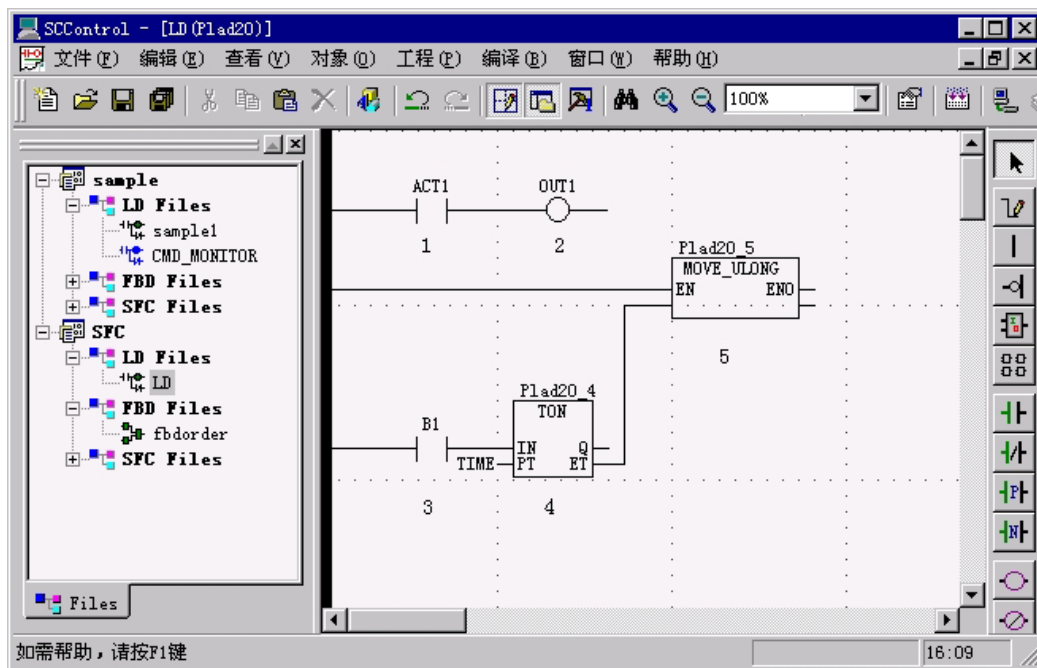 SCControl - [LD(Plad20)]
文件(F) 编辑(E) 查看(V) 对象(O) 工程(P) 编译(B) 窗口(W) 帮助(H)
100%
sample
LD Files
sample1
CMD_MONITOR
FBD Files
SFC Files
SFC
LD Files
LD
FBD Files
fbdorder
SFC Files
Files
ACT1 OUT1
1 2
Plad20_5
MOVE_ULONG
EN ENO
5
Plad20_4
TON
B1
IN Q
TIME PT ET
3 4
P
N
如需帮助，请按F1键
16:09